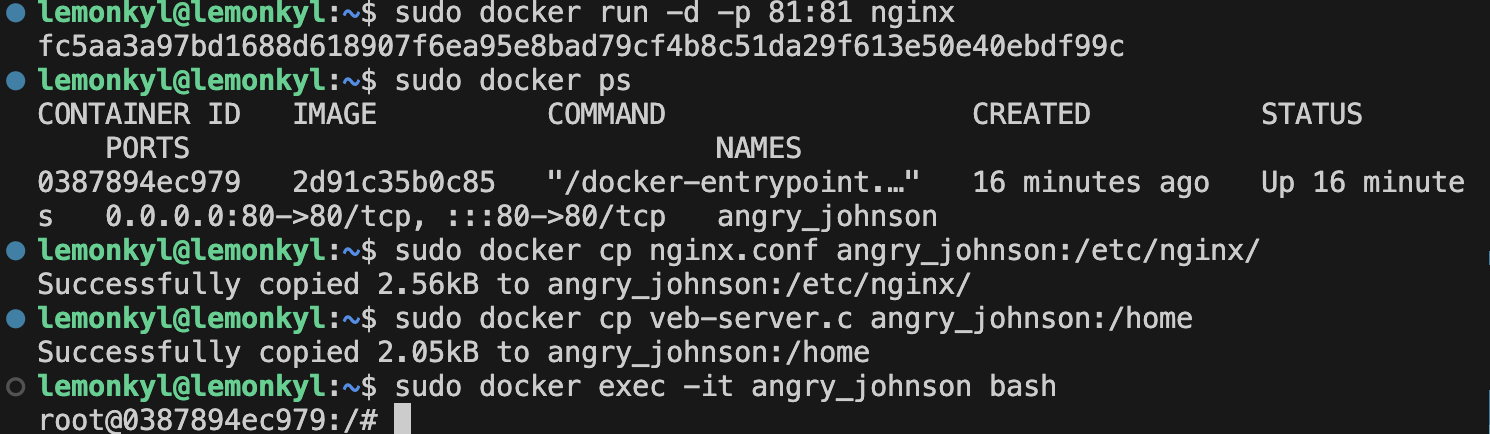 lemonkyl@lemonkyl:~$ sudo docker run -d -p 81:81 nginx
fc5aa3a97bd1688d618907f6ea95e8bad79cf4b8c51da29f613e50e40ebdf99c
lemonkyl@lemonkyl:~$ sudo docker ps
CONTAINER ID   IMAGE          COMMAND                  CREATED          STATUS
    PORTS                               NAMES
0387894ec979   2d91c35b0c85   "/docker-entrypoint.…"   16 minutes ago   Up 16 minute
s   0.0.0.0:80->80/tcp, :::80->80/tcp   angry_johnson
lemonkyl@lemonkyl:~$ sudo docker cp nginx.conf angry_johnson:/etc/nginx/
Successfully copied 2.56kB to angry_johnson:/etc/nginx/
lemonkyl@lemonkyl:~$ sudo docker cp veb-server.c angry_johnson:/home
Successfully copied 2.05kB to angry_johnson:/home
lemonkyl@lemonkyl:~$ sudo docker exec -it angry_johnson bash
root@0387894ec979:/#